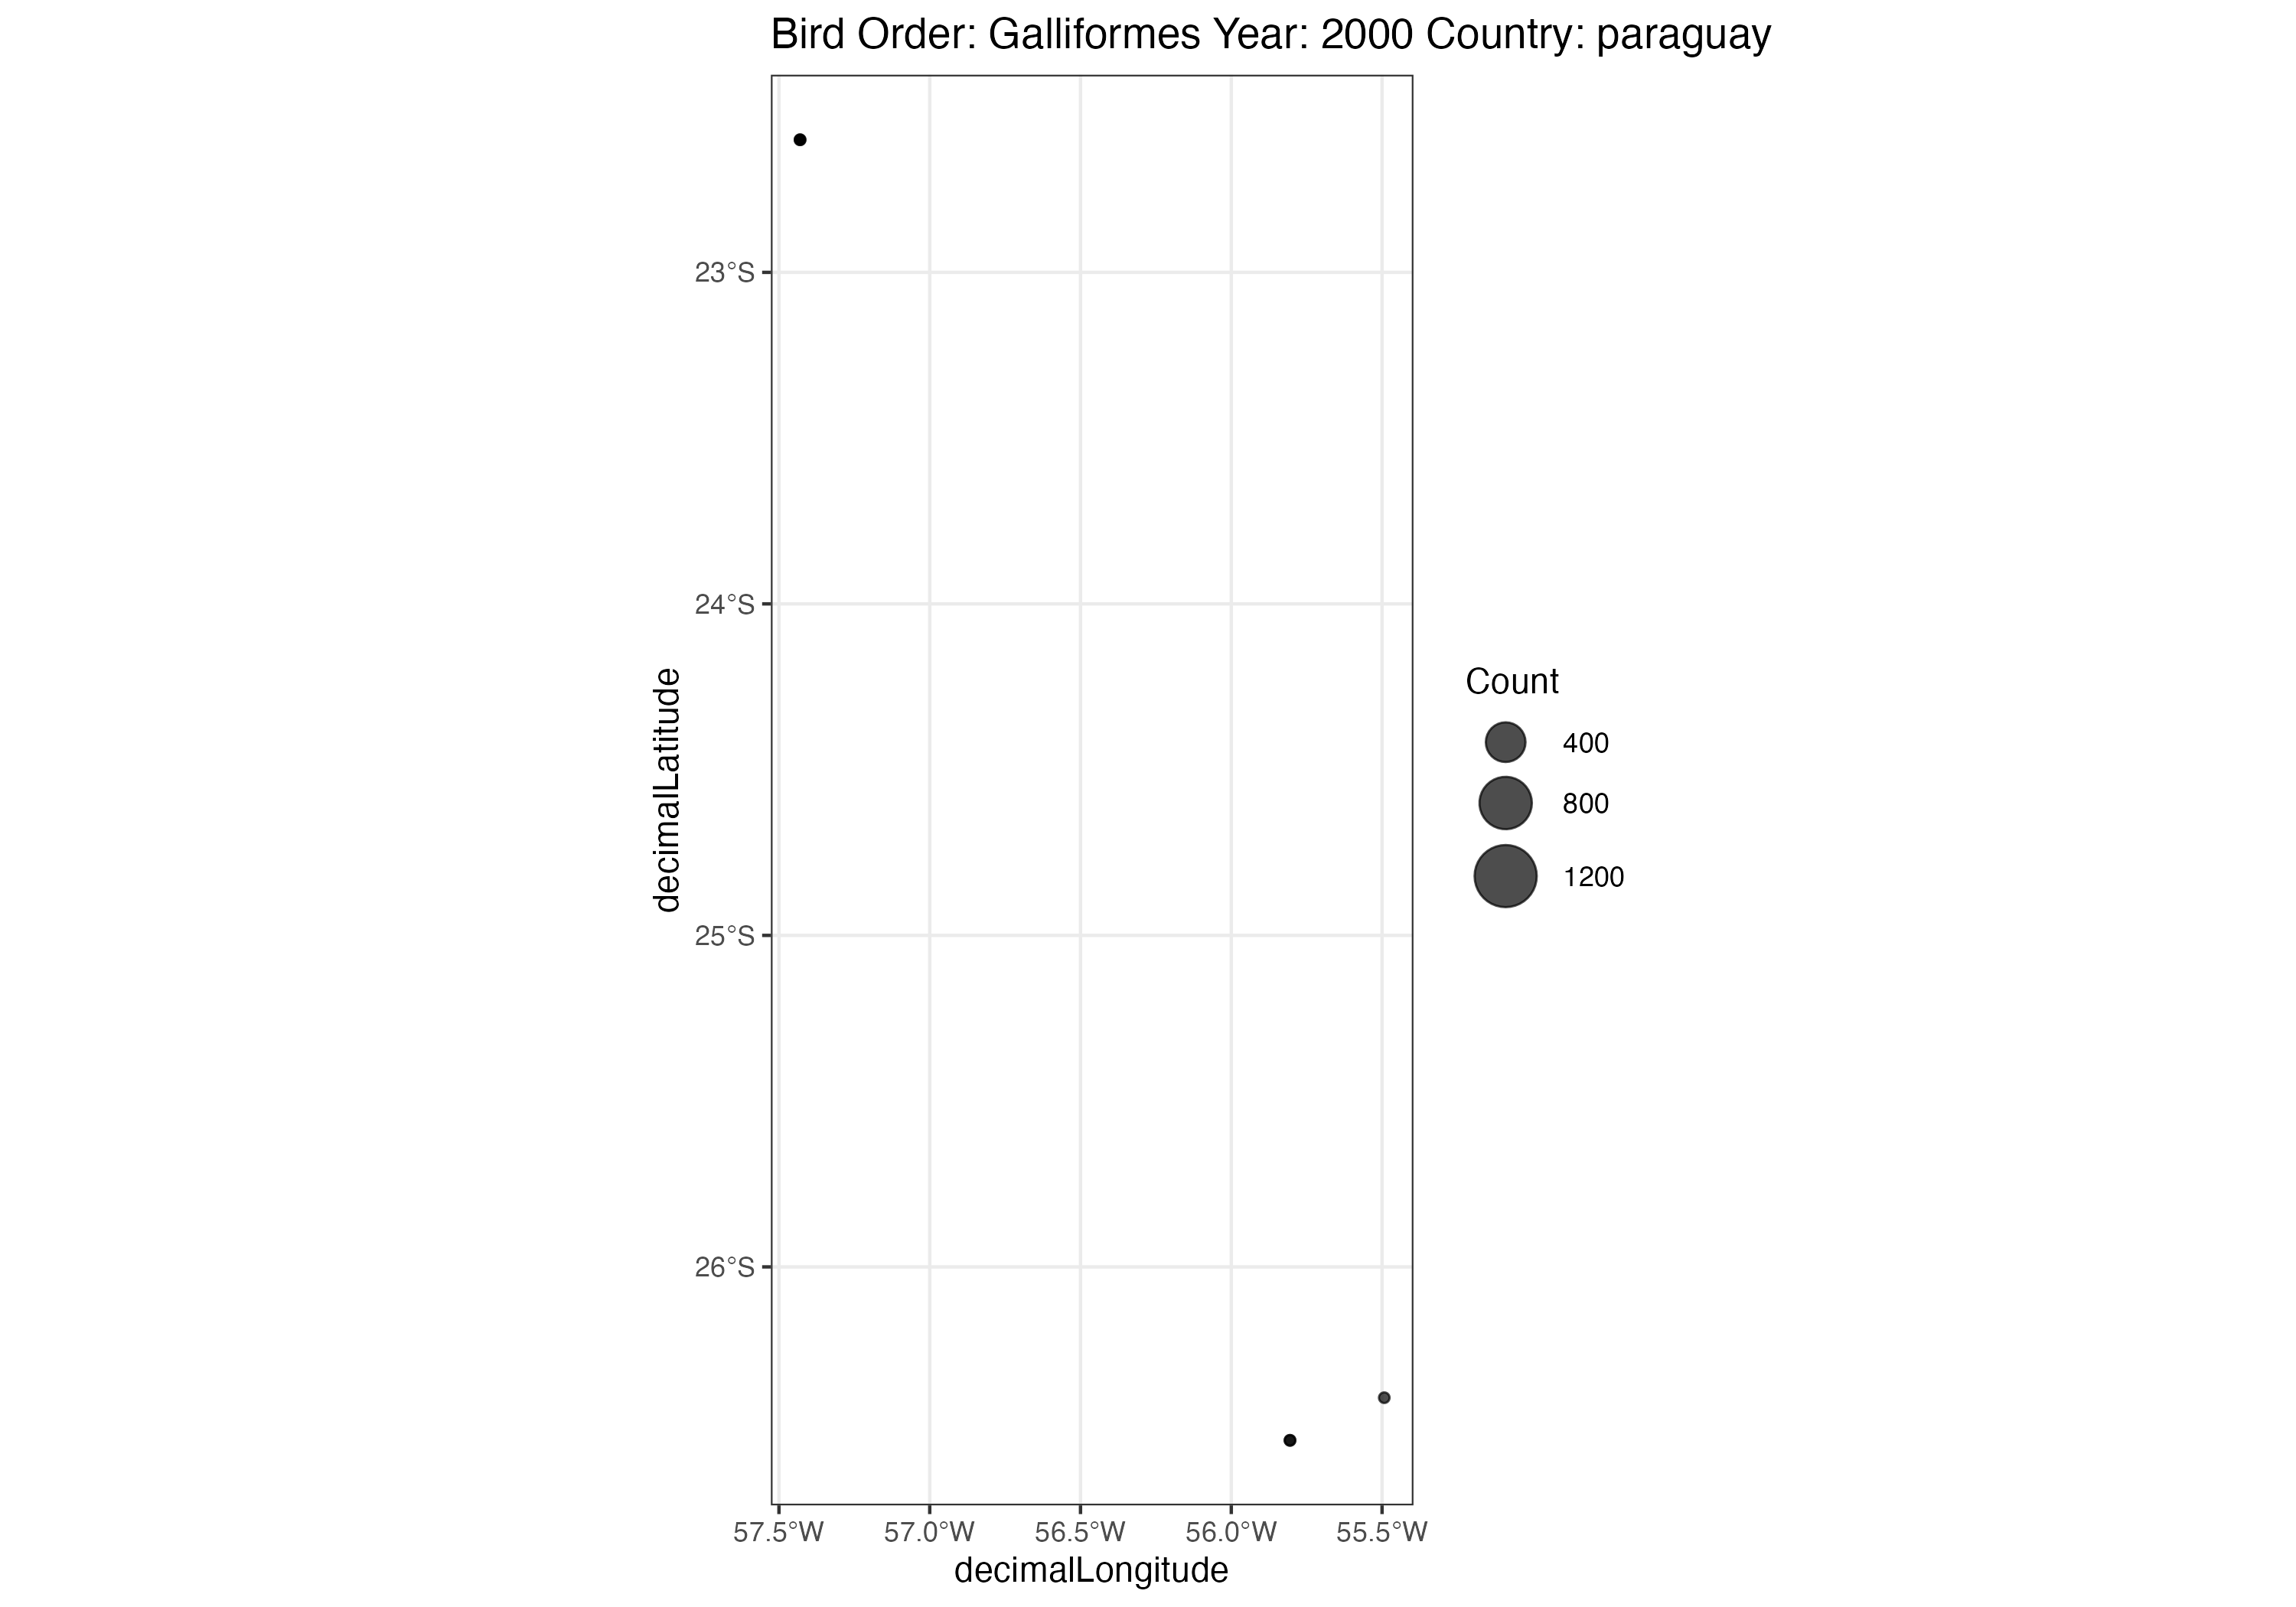 Bird Order: Galliformes Year: 2000 Country: paraguay
23°S
24°S
25°S
26°S
decimalLatitude
57.5°W 57.0°W 56.5°W 56.0°W 55.5°W
decimalLongitude
Count
400
800
1200